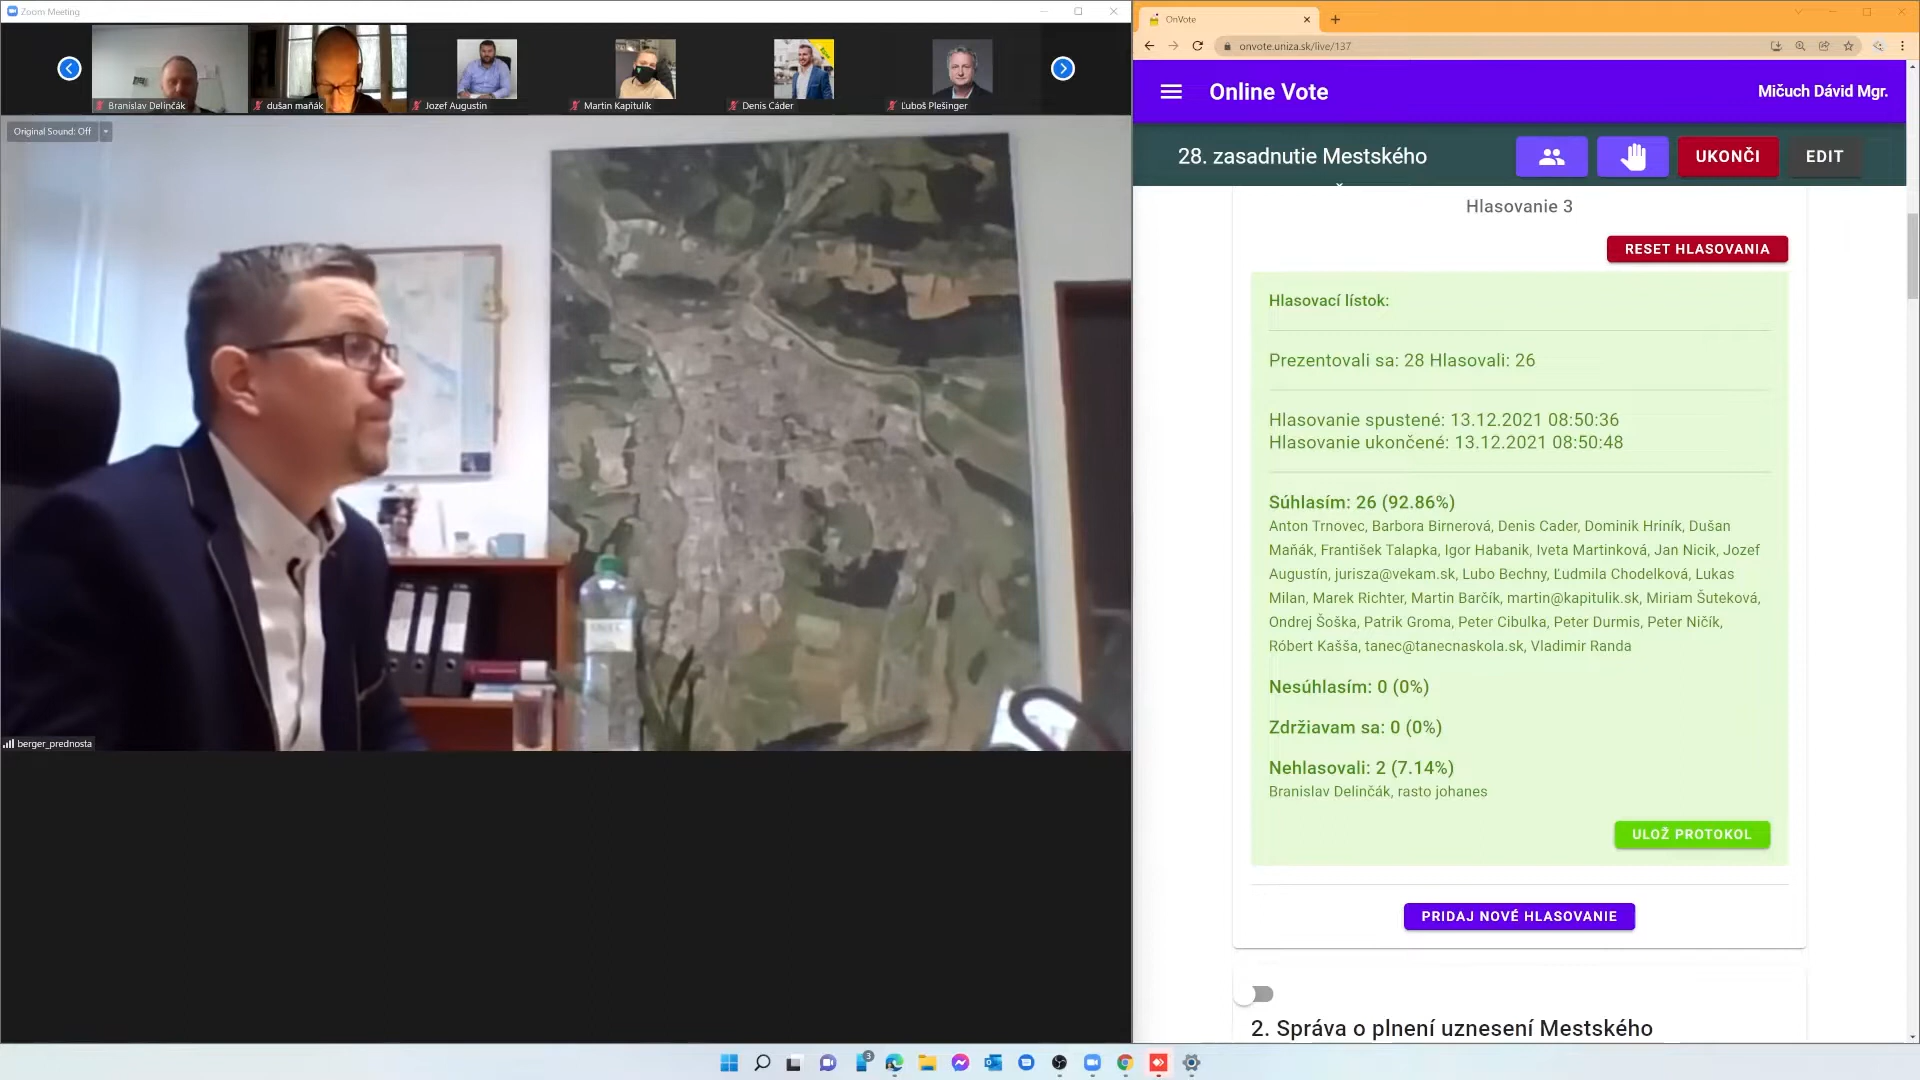 Zoom Meeting
Branislav Delinčák
dušan maňák
Jozef Augustin
Martin Kapitulík
Denis Cáder
Ľuboš Plešinger
Original Sound: Off
berger_prednosta
OnVote
onvote.uniza.sk/live/137
Online Vote
Mičuch Dávid Mgr.
28. zasadnutie Mestského
UKONČI
EDIT
Hlasovanie 3
RESET HLASOVANIA
Hlasovací lístok:
Prezentovali sa: 28 Hlasovali: 26
Hlasovanie spustené: 13.12.2021 08:50:36
Hlasovanie ukončené: 13.12.2021 08:50:48
Súhlasím: 26 (92.86%)
Anton Trnovec, Barbora Birnerová, Denis Cader, Dominik Hriník, Dušan
Maňák, František Talapka, Igor Habanik, Iveta Martinková, Jan Nicik, Jozef
Augustín, jurisza@vekam.sk, Lubo Bechny, Ľudmila Chodelková, Lukas
Milan, Marek Richter, Martin Barčík, martin@kapitulik.sk, Miriam Šuteková,
Ondrej Šoška, Patrik Groma, Peter Cibulka, Peter Durmis, Peter Ničík,
Róbert Kašša, tanec@tanecnaskola.sk, Vladimir Randa
Nesúhlasím: 0 (0%)
Zdržiavam sa: 0 (0%)
Nehlasovali: 2 (7.14%)
Branislav Delinčák, rasto johanes
ULOŽ PROTOKOL
PRIDAJ NOVÉ HLASOVANIE
2. Správa o plnení uznesení Mestského
3